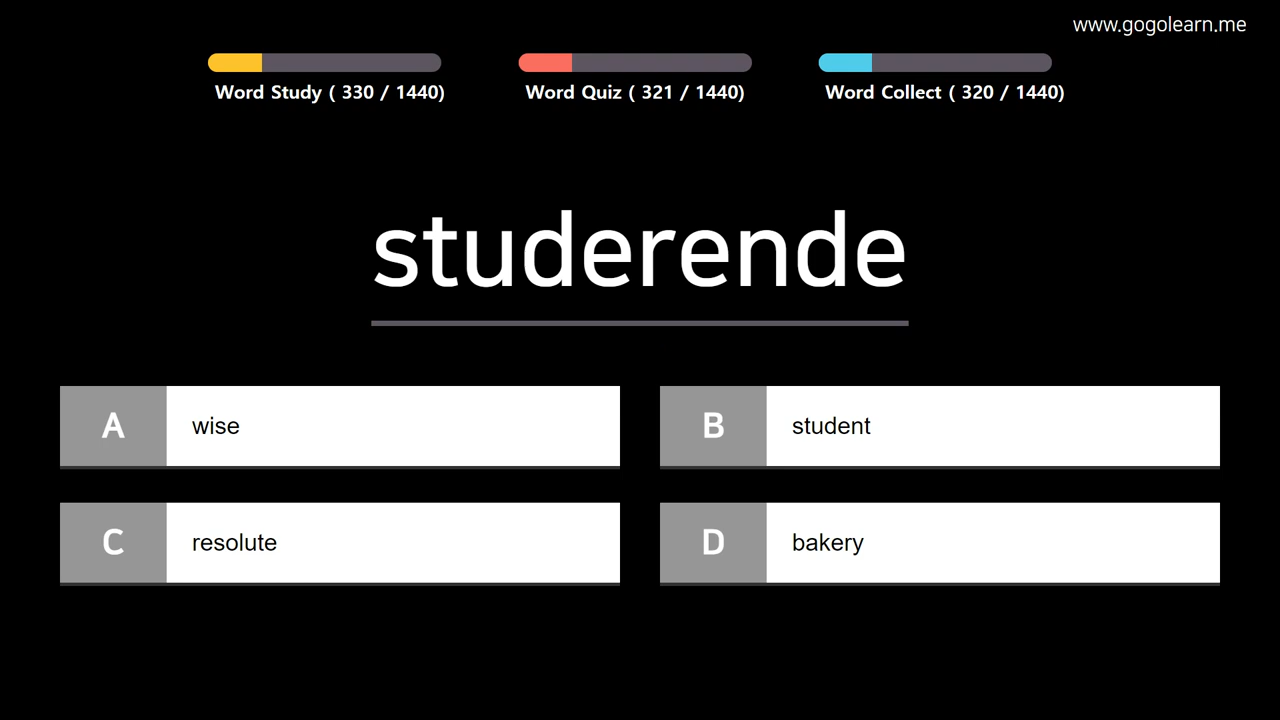 www.gogolearn.me
Word Study ( 330 / 1440)
Word Quiz ( 321 / 1440)
Word Collect ( 320 / 1440)
studerende
A wise
B student
C resolute
D bakery